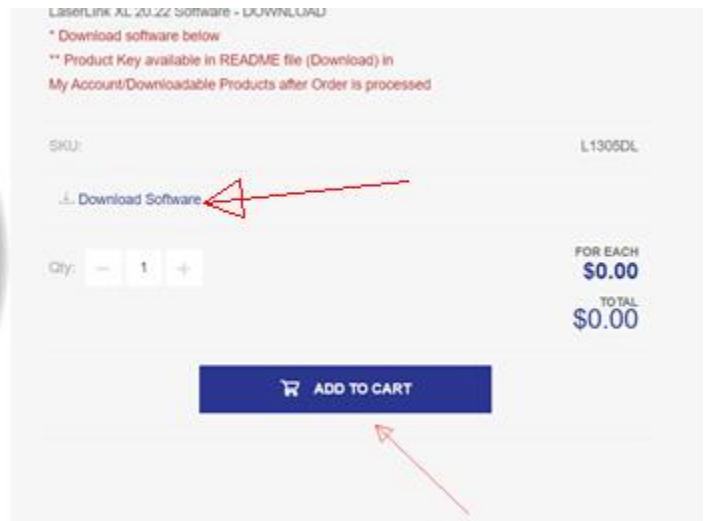 LaserLink XL 20.22 Software - DOWNLOAD
* Download software below
** Product Key available in README file (Download) in
My Account/Downloadable Products after Order is processed
SKU: L1305DL
Download Software
Qty: − 1 +
FOR EACH
$0.00
TOTAL
$0.00
ADD TO CART